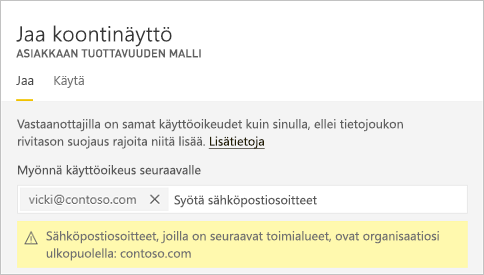 Jaa koontinäyttö
ASIAKKAAN TUOTTAVUUDEN MALLI
Jaa Käytä
Vastaanottajilla on samat käyttöoikeudet kuin sinulla, ellei tietojoukon
rivitason suojaus rajoita niitä lisää. Lisätietoja
Myönnä käyttöoikeus seuraavalle
vicki@contoso.com Syötä sähköpostiosoitteet
Sähköpostiosoitteet, joilla on seuraavat toimialueet, ovat organisaatiosi
ulkopuolella: contoso.com